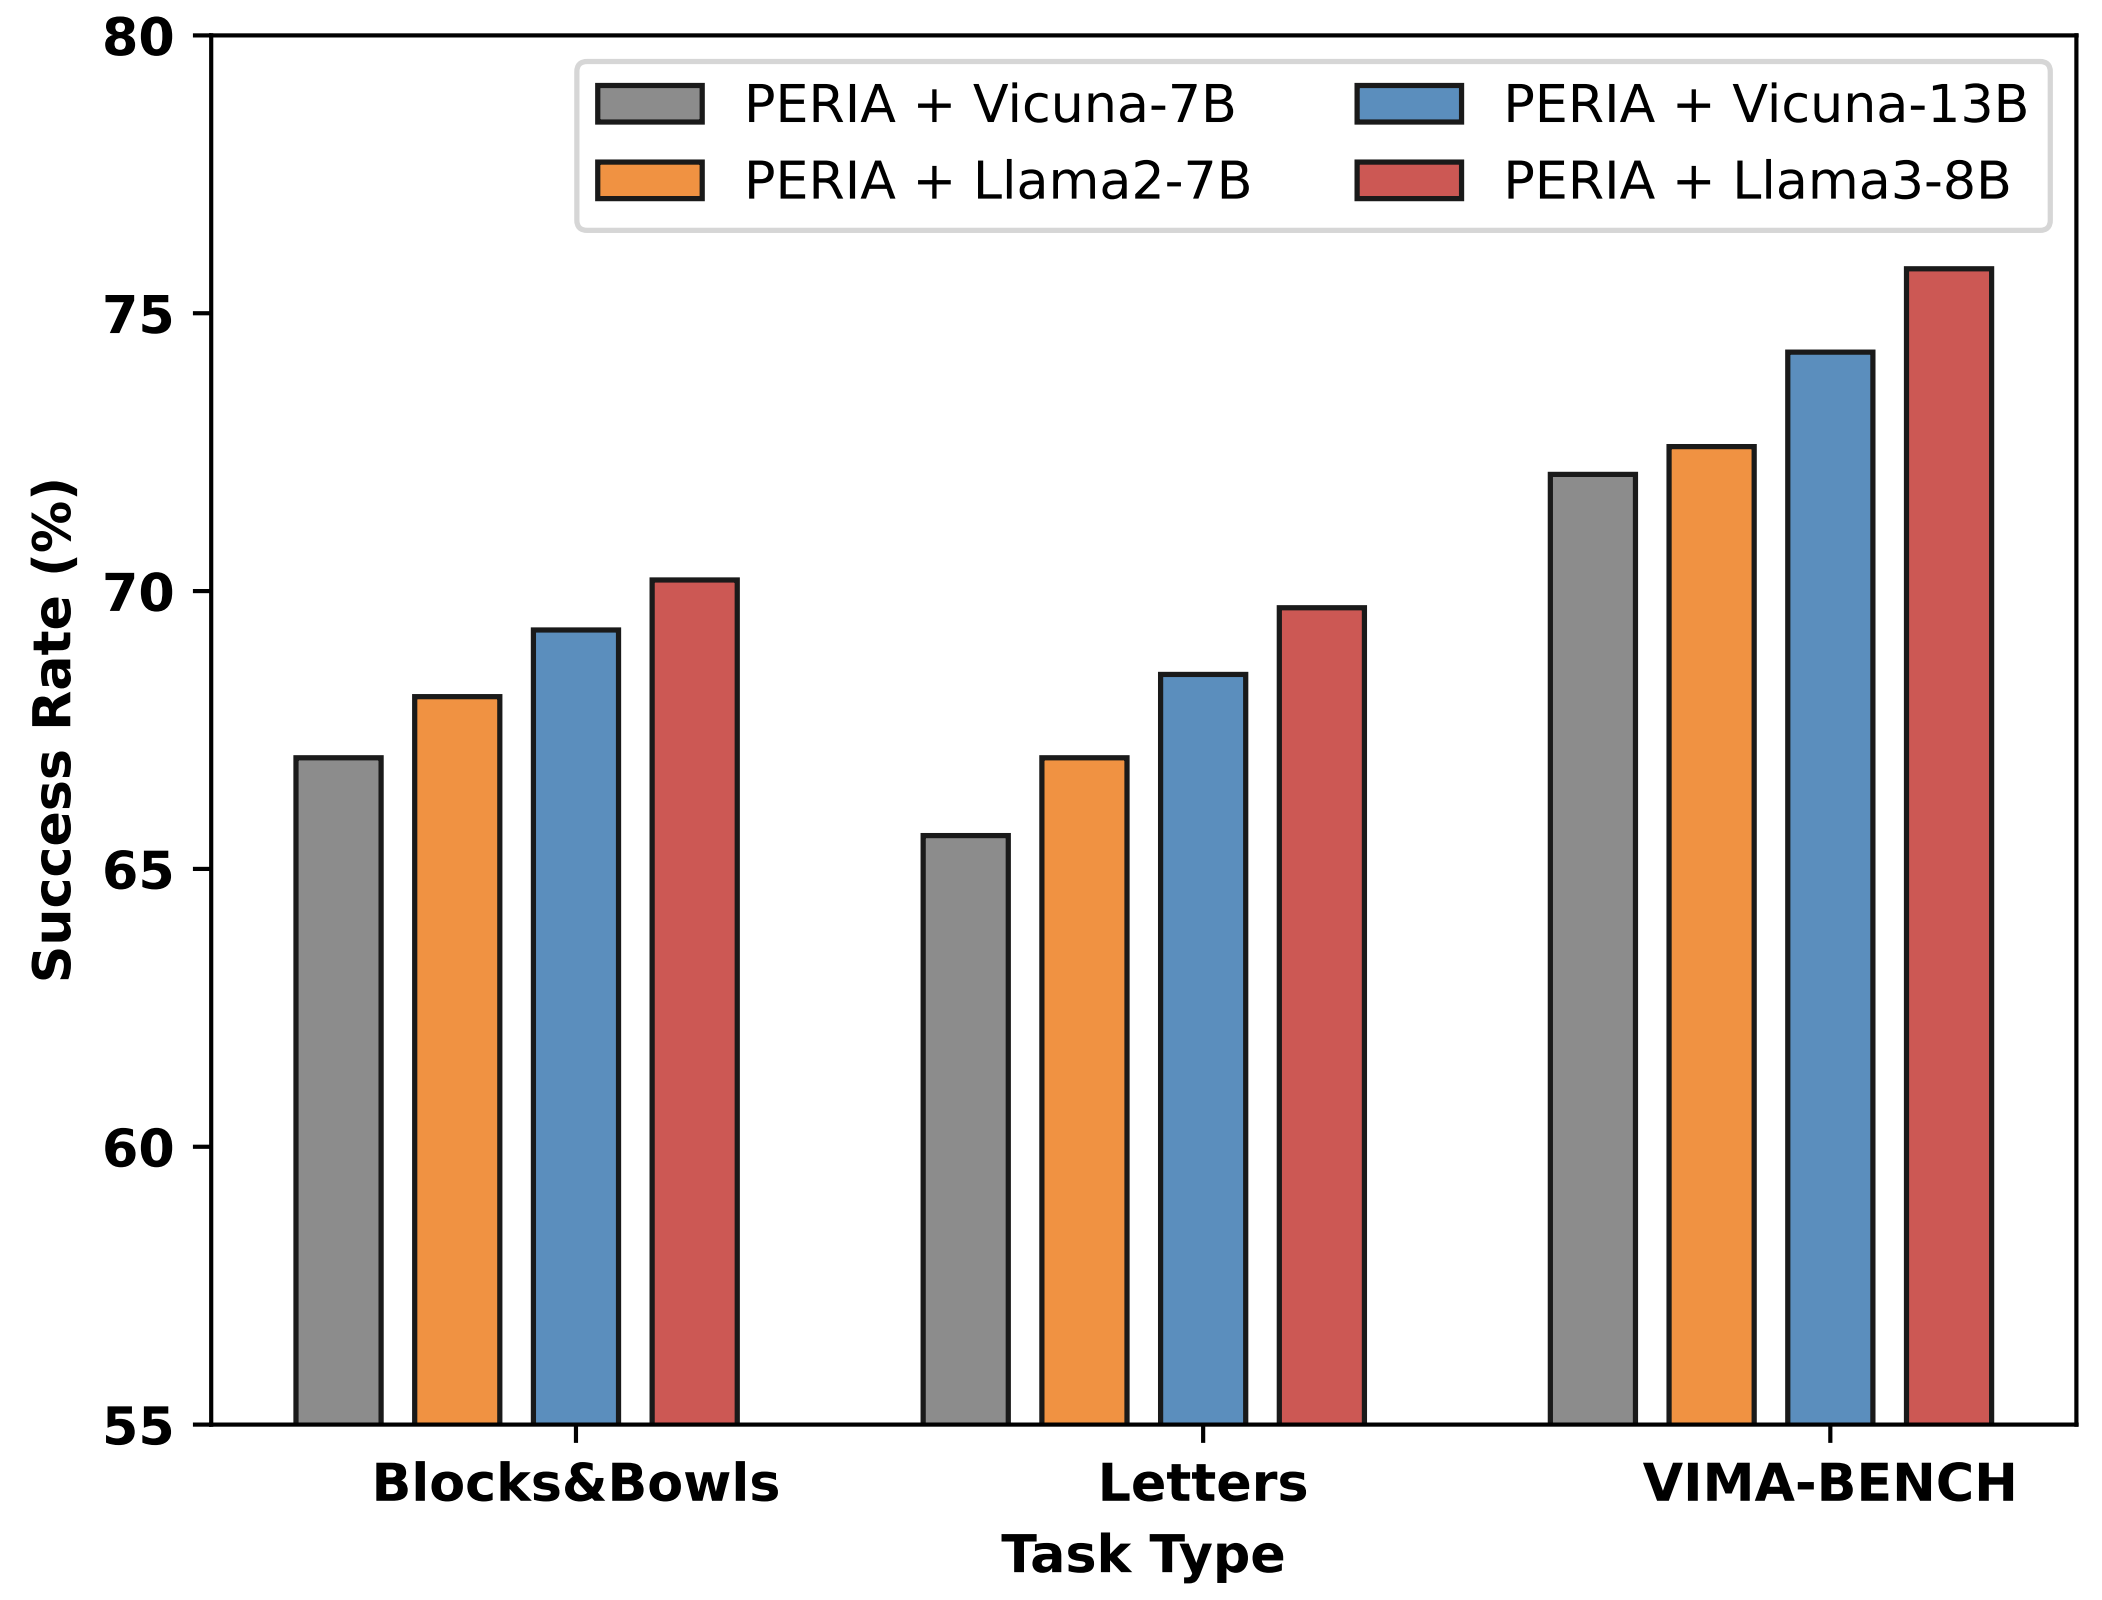 80
75
70
65
60
55
Success Rate (%)
PERIA + Vicuna-7B
PERIA + Llama2-7B
PERIA + Vicuna-13B
PERIA + Llama3-8B
Blocks&Bowls
Letters
VIMA-BENCH
Task Type